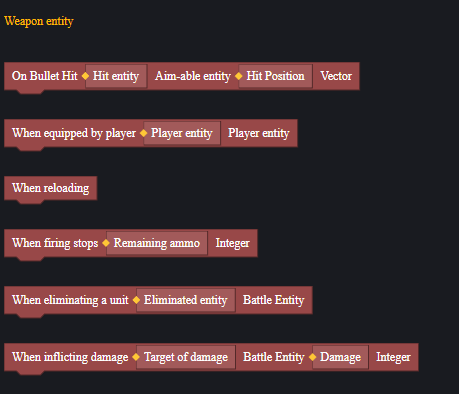 Weapon entity
On Bullet Hit Hit entity Aim-able entity Hit Position Vector
When equipped by player Player entity Player entity
When reloading
When firing stops Remaining ammo Integer
When eliminating a unit Eliminated entity Battle Entity
When inflicting damage Target of damage Battle Entity Damage Integer